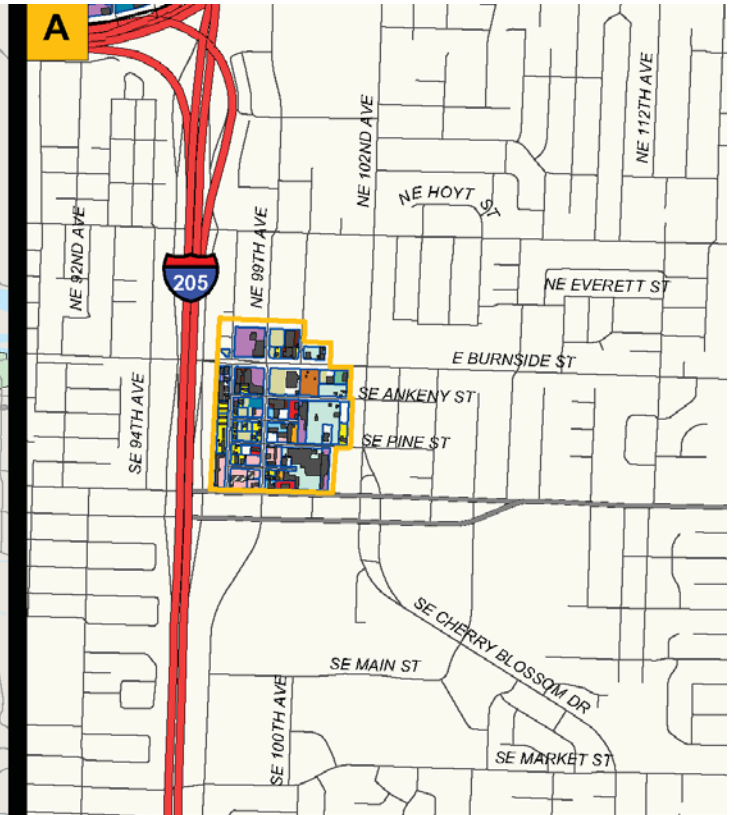 A
NE 102ND AVE
NE 112TH AVE
NE HOYT ST
NE 92ND AVE
NE 99TH AVE
205
NE EVERETT ST
E BURNSIDE ST
SE 94TH AVE
SE ANKENY ST
SE PINE ST
SE CHERRY BLOSSOM DR
SE MAIN ST
SE 100TH AVE
SE MARKET ST